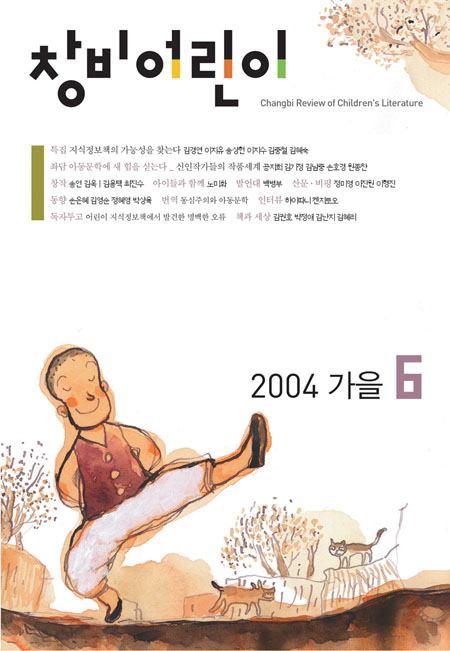 창비어린이
Changbi Review of Children's Literature
특집 지식정보책의 가능성을 찾는다 김경연 이지유 송상헌 이지수 김중철 김혜숙
좌담 아동문학에 새 힘을 싣는다 _ 신인작가들의 작품세계 공지희 김기정 김남중 손호경 원종찬
창작 송언 김옥 | 김용택 최진수 아이들과 함께 노미화 발언대 백병부 산문·비평 정미영 이잔원 이형진
동향 손은혜 김영순 정혜영 박상욱 번역 동심주의와 아동문학 인터뷰 하이따니 켄지로오
독자투고 어린이 지식정보책에서 발견한 명백한 오류 책과 세상 김권호 박정애 김난지 김혜리
2004 가을 6